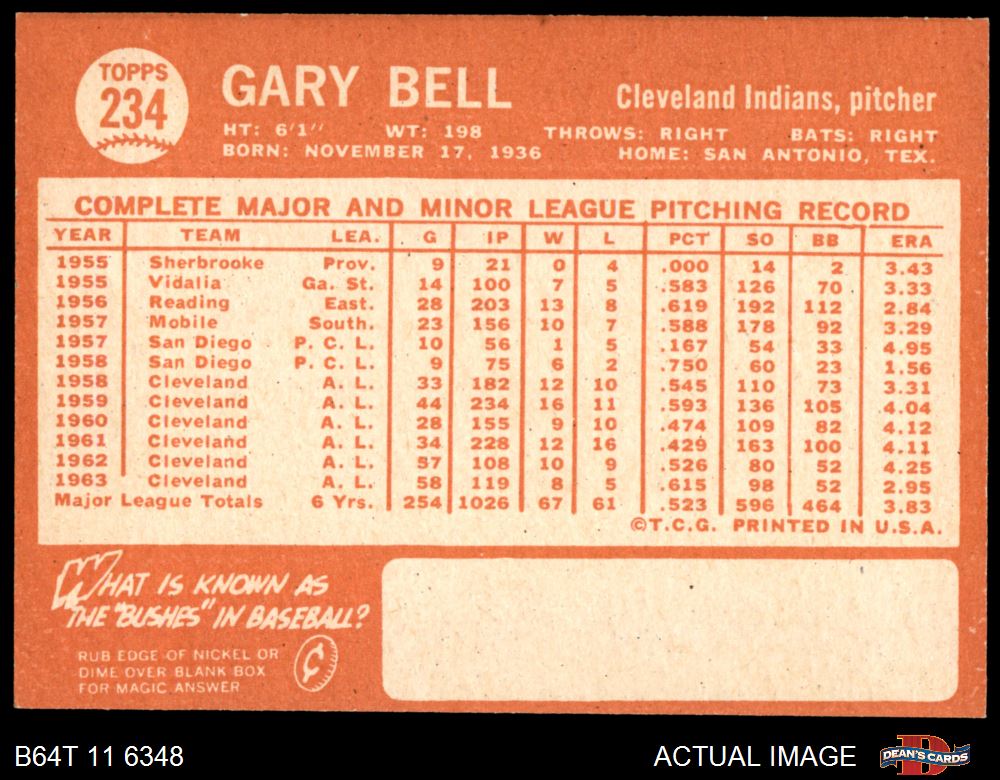 TOPPS
234
GARY BELL
Cleveland Indians, pitcher
HT: 6'1" WT: 198 THROWS: RIGHT BATS: RIGHT
BORN: NOVEMBER 17, 1936 HOME: SAN ANTONIO, TEX.
COMPLETE MAJOR AND MINOR LEAGUE PITCHING RECORD
YEAR TEAM LEA. G IP W L PCT SO BB ERA
1955 Sherbrooke Prov. 9 21 0 4 .000 14 2 3.43
1955 Vidalia Ga. St. 14 100 7 5 .583 126 70 3.33
1956 Reading East. 28 203 13 8 .619 192 112 2.84
1957 Mobile South. 23 156 10 7 .588 178 92 3.29
1957 San Diego P. C. L. 10 56 1 5 .167 54 33 4.95
1958 San Diego P. C. L. 9 75 6 2 .750 60 23 1.56
1958 Cleveland A. L. 33 182 12 10 .545 110 73 3.31
1959 Cleveland A. L. 44 234 16 11 .593 136 105 4.04
1960 Cleveland A. L. 28 155 9 10 .474 109 82 4.12
1961 Cleveland A. L. 34 228 12 16 .429 163 100 4.11
1962 Cleveland A. L. 57 108 10 9 .526 80 52 4.25
1963 Cleveland A. L. 58 119 8 5 .615 98 52 2.95
Major League Totals 6 Yrs. 254 1026 67 61 .523 596 464 3.83
©T.C.G. PRINTED IN U.S.A.
WHAT IS KNOWN AS
THE "BUSHES" IN BASEBALL?
RUB EDGE OF NICKEL OR
DIME OVER BLANK BOX
FOR MAGIC ANSWER
¢
B64T 11 6348
ACTUAL IMAGE
D
DEAN'S CARDS